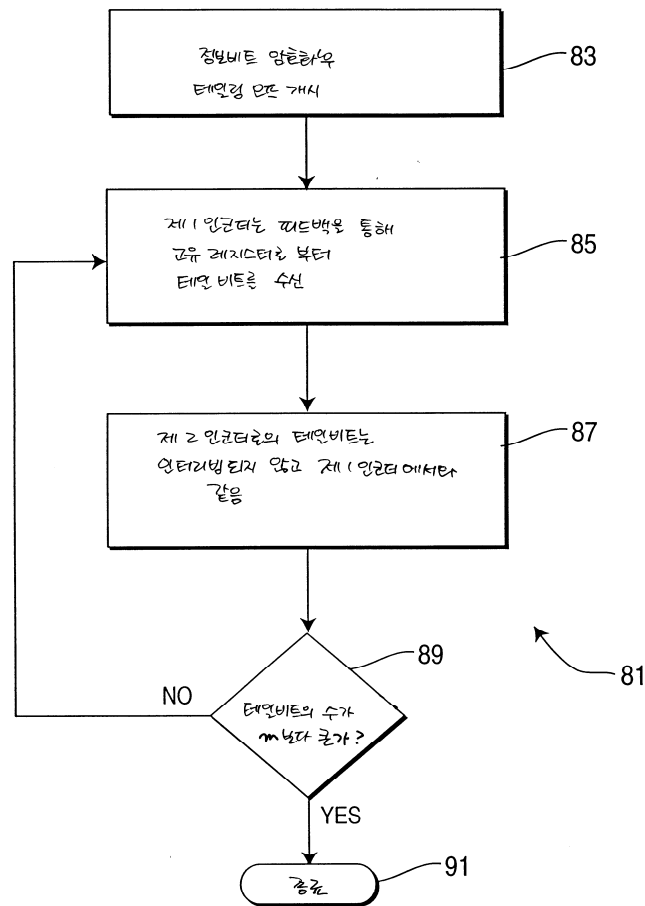 정보비트 암호화 후
테일링 모드 개시
83
제 1 인코더는 피드백을 통해
고유 레지스터로 부터
테일 비트를 수신
85
제 2 인코더로의 테일비트는
인터리빙 되지 않고 제 1 인코더에서와
같음
87
89
81
NO
테일비트의 수가
m 보다 큰가?
YES
종료
91